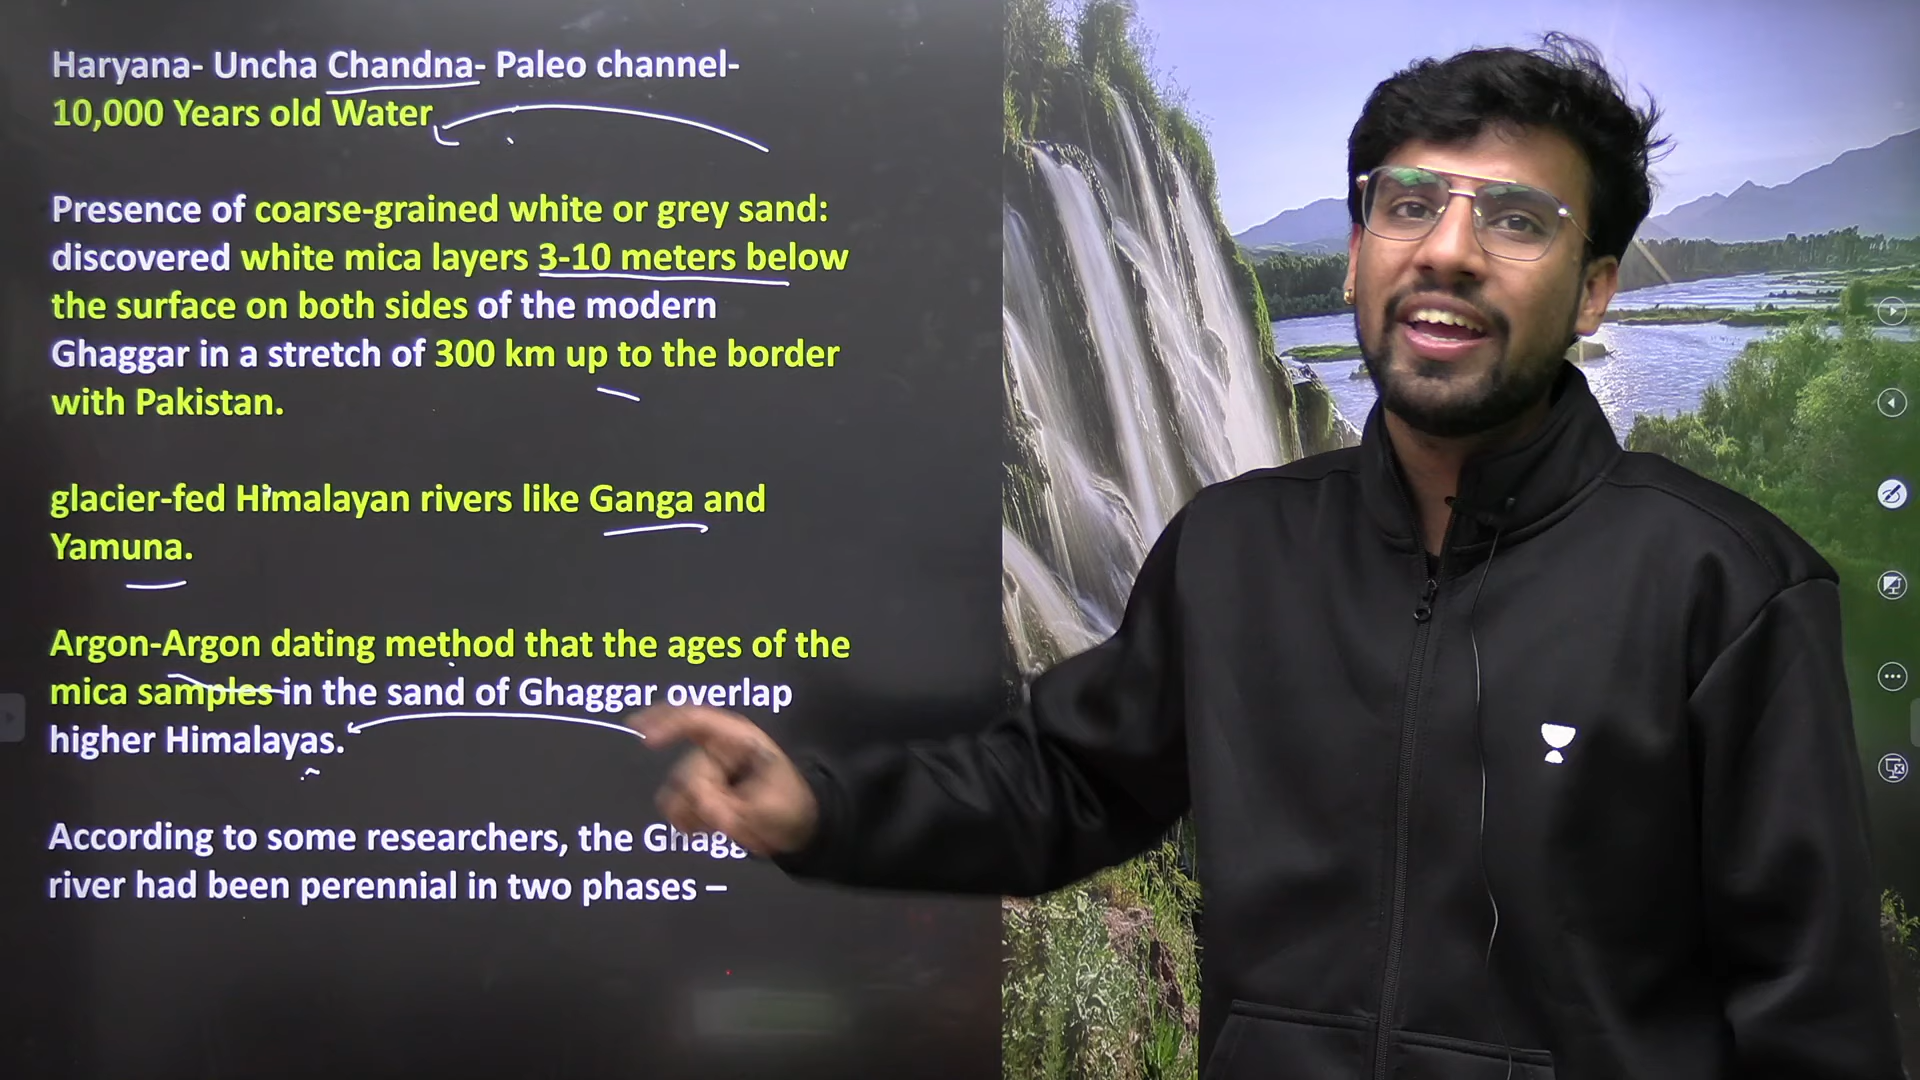 Haryana- Uncha Chandna- Paleo channel-
10,000 Years old Water
Presence of coarse-grained white or grey sand:
discovered white mica layers 3-10 meters below
the surface on both sides of the modern
Ghaggar in a stretch of 300 km up to the border
with Pakistan.
glacier-fed Himalayan rivers like Ganga and
Yamuna.
Argon-Argon dating method that the ages of the
mica samples in the sand of Ghaggar overlap
higher Himalayas.
According to some researchers, the
river had been perennial in two phases –